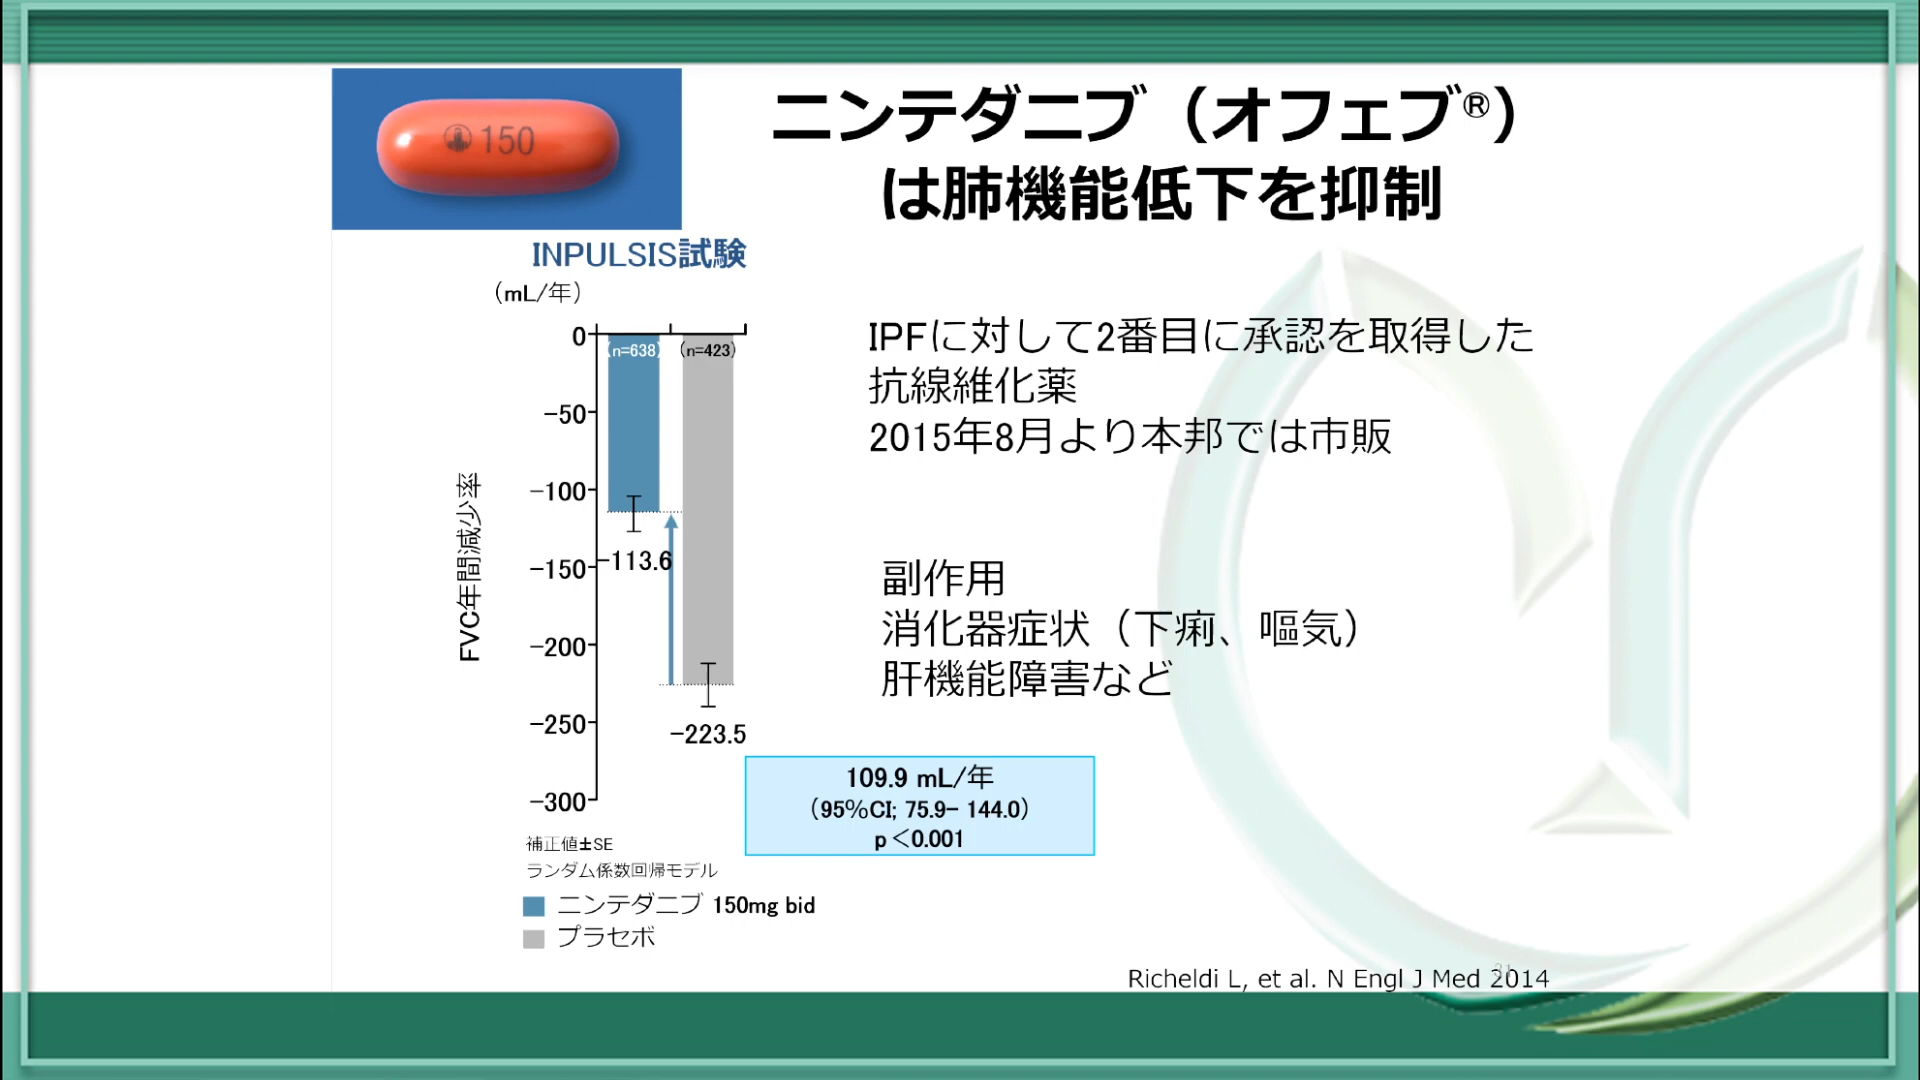 150
ニンテダニブ（オフェブ®）
は肺機能低下を抑制
INPULSIS試験
（mL/年）
0
（n=638）
（n=423）
−50
−100
−150
−200
−250
−300
FVC年間減少率
−113.6
−223.5
109.9 mL/年
（95%CI; 75.9− 144.0）
p＜0.001
補正値±SE
ランダム係数回帰モデル
ニンテダニブ 150mg bid
プラセボ
IPFに対して2番目に承認を取得した
抗線維化薬
2015年8月より本邦では市販
副作用
消化器症状（下痢、嘔気）
肝機能障害など
Richeldi L, et al. N Engl J Med 2014
31